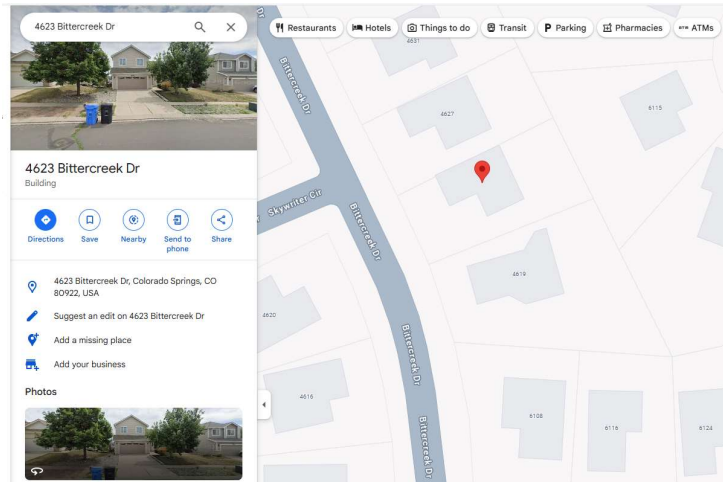 4623 Bittercreek Dr
Restaurants
Hotels
Things to do
Transit
Parking
Pharmacies
ATMs
4623 Bittercreek Dr
Building
Directions
Save
Nearby
Send to
phone
Share
4623 Bittercreek Dr, Colorado Springs, CO
80922, USA
Suggest an edit on 4623 Bittercreek Dr
Add a missing place
Add your business
Photos
Dr
4631
Bittercreek Dr
4627
6115
Skywriter Cir
Bittercreek Dr
4619
4620
Bittercreek Dr
4616
Bittercreek Dr
6108
6116
6124